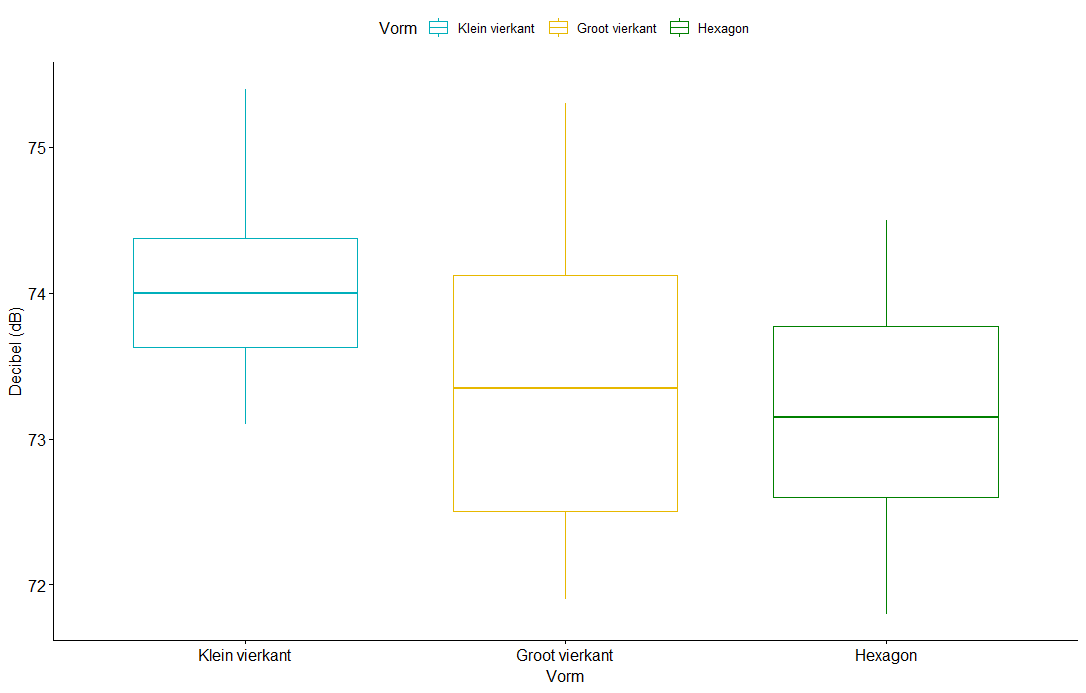 Vorm Klein vierkant Groot vierkant Hexagon
75
74
73
72
Decibel (dB)
Klein vierkant Groot vierkant Hexagon
Vorm